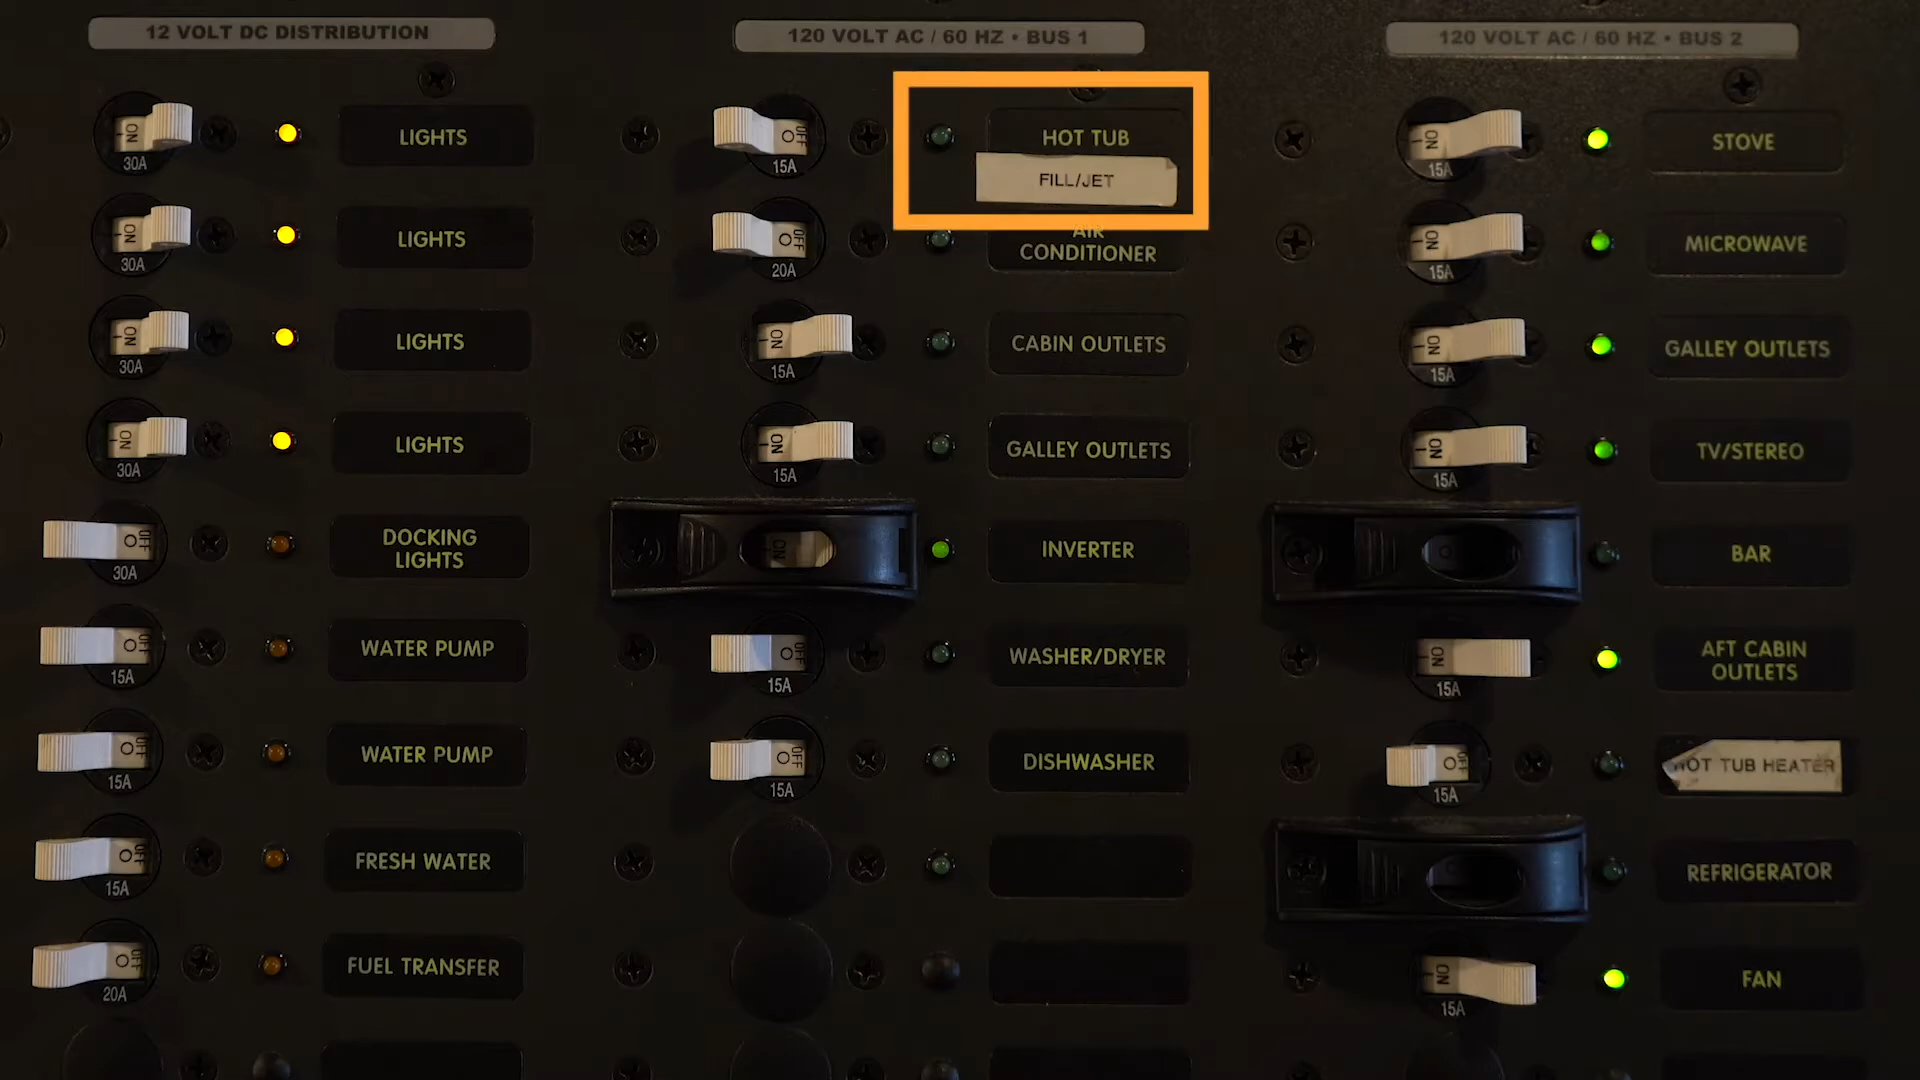 12 VOLT DC DISTRIBUTION
ON
30A
LIGHTS
ON
30A
LIGHTS
ON
30A
LIGHTS
ON
30A
LIGHTS
OFF
30A
DOCKING
LIGHTS
OFF
15A
WATER PUMP
OFF
15A
WATER PUMP
OFF
15A
FRESH WATER
OFF
20A
FUEL TRANSFER
120 VOLT AC / 60 HZ • BUS 1
OFF
15A
HOT TUB
FILL/JET
OFF
20A
AIR
CONDITIONER
ON
15A
CABIN OUTLETS
ON
15A
GALLEY OUTLETS
ON
INVERTER
OFF
15A
WASHER/DRYER
OFF
15A
DISHWASHER
120 VOLT AC / 60 HZ • BUS 2
ON
15A
STOVE
ON
15A
MICROWAVE
ON
15A
GALLEY OUTLETS
ON
15A
TV/STEREO
BAR
ON
15A
AFT CABIN
OUTLETS
OFF
15A
HOT TUB HEATER
REFRIGERATOR
ON
15A
FAN